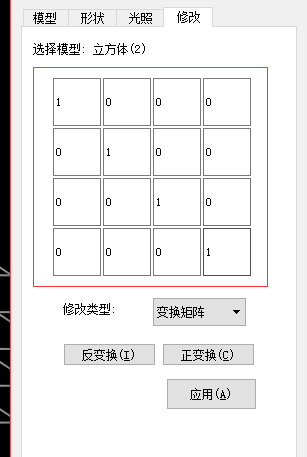 模型 形状 光照 修改
选择模型: 立方体(2)
1 0 0 0
0 1 0 0
0 0 1 0
0 0 0 1
修改类型: 变换矩阵
反变换(I) 正变换(C)
应用(A)